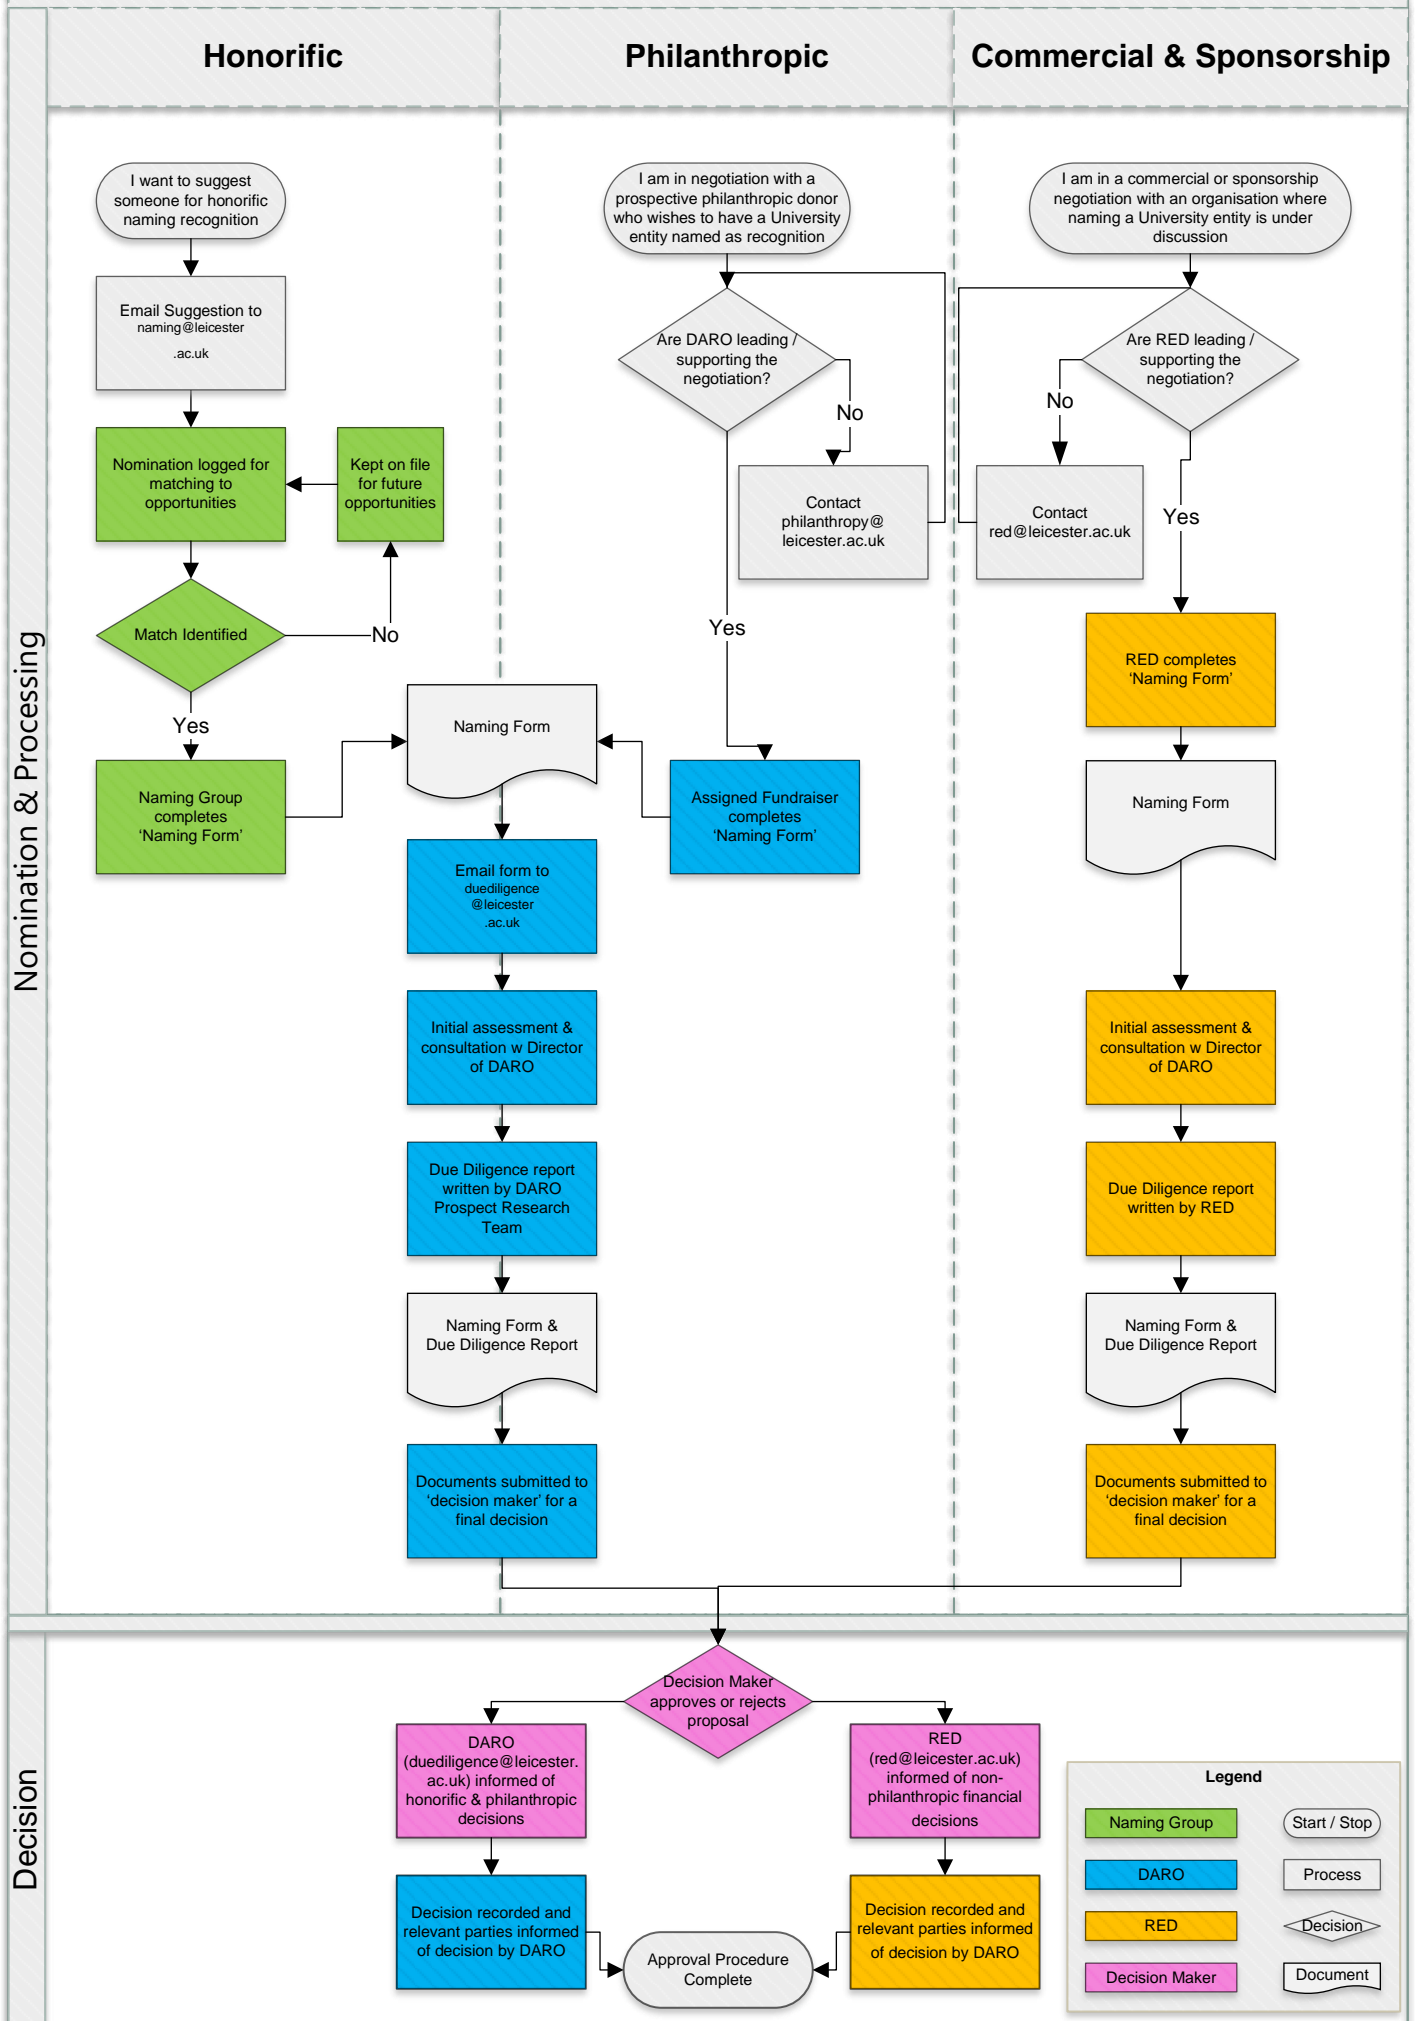 Honorific
Philanthropic
Commercial & Sponsorship
Nomination & Processing
I want to suggest
someone for honorific
naming recognition
I am in negotiation with a
prospective philanthropic donor
who wishes to have a University
entity named as recognition
I am in a commercial or sponsorship
negotiation with an organisation where
naming a University entity is under
discussion
Email Suggestion to
naming@leicester
.ac.uk
Are DARO leading /
supporting the
negotiation?
Are RED leading /
supporting the
negotiation?
No
No
Nomination logged for
matching to
opportunities
Kept on file
for future
opportunities
Contact
philanthropy@
leicester.ac.uk
Contact
red@leicester.ac.uk
Yes
Match Identified
No
Yes
RED completes
‘Naming Form’
Yes
Naming Form
Naming Group
completes
‘Naming Form’
Assigned Fundraiser
completes
‘Naming Form’
Naming Form
Email form to
duediligence
@leicester
.ac.uk
Initial assessment &
consultation w Director
of DARO
Initial assessment &
consultation w Director
of DARO
Due Diligence report
written by DARO
Prospect Research
Team
Due Diligence report
written by RED
Naming Form &
Due Diligence Report
Naming Form &
Due Diligence Report
Documents submitted to
‘decision maker’ for a
final decision
Documents submitted to
‘decision maker’ for a
final decision
Decision
Decision Maker
approves or rejects
proposal
DARO
(duediligence@leicester.
ac.uk) informed of
honorific & philanthropic
decisions
RED
(red@leicester.ac.uk)
informed of non-
philanthropic financial
decisions
Decision recorded and
relevant parties informed
of decision by DARO
Decision recorded and
relevant parties informed
of decision by DARO
Approval Procedure
Complete
Legend
Naming Group
Start / Stop
DARO
Process
RED
Decision
Decision Maker
Document